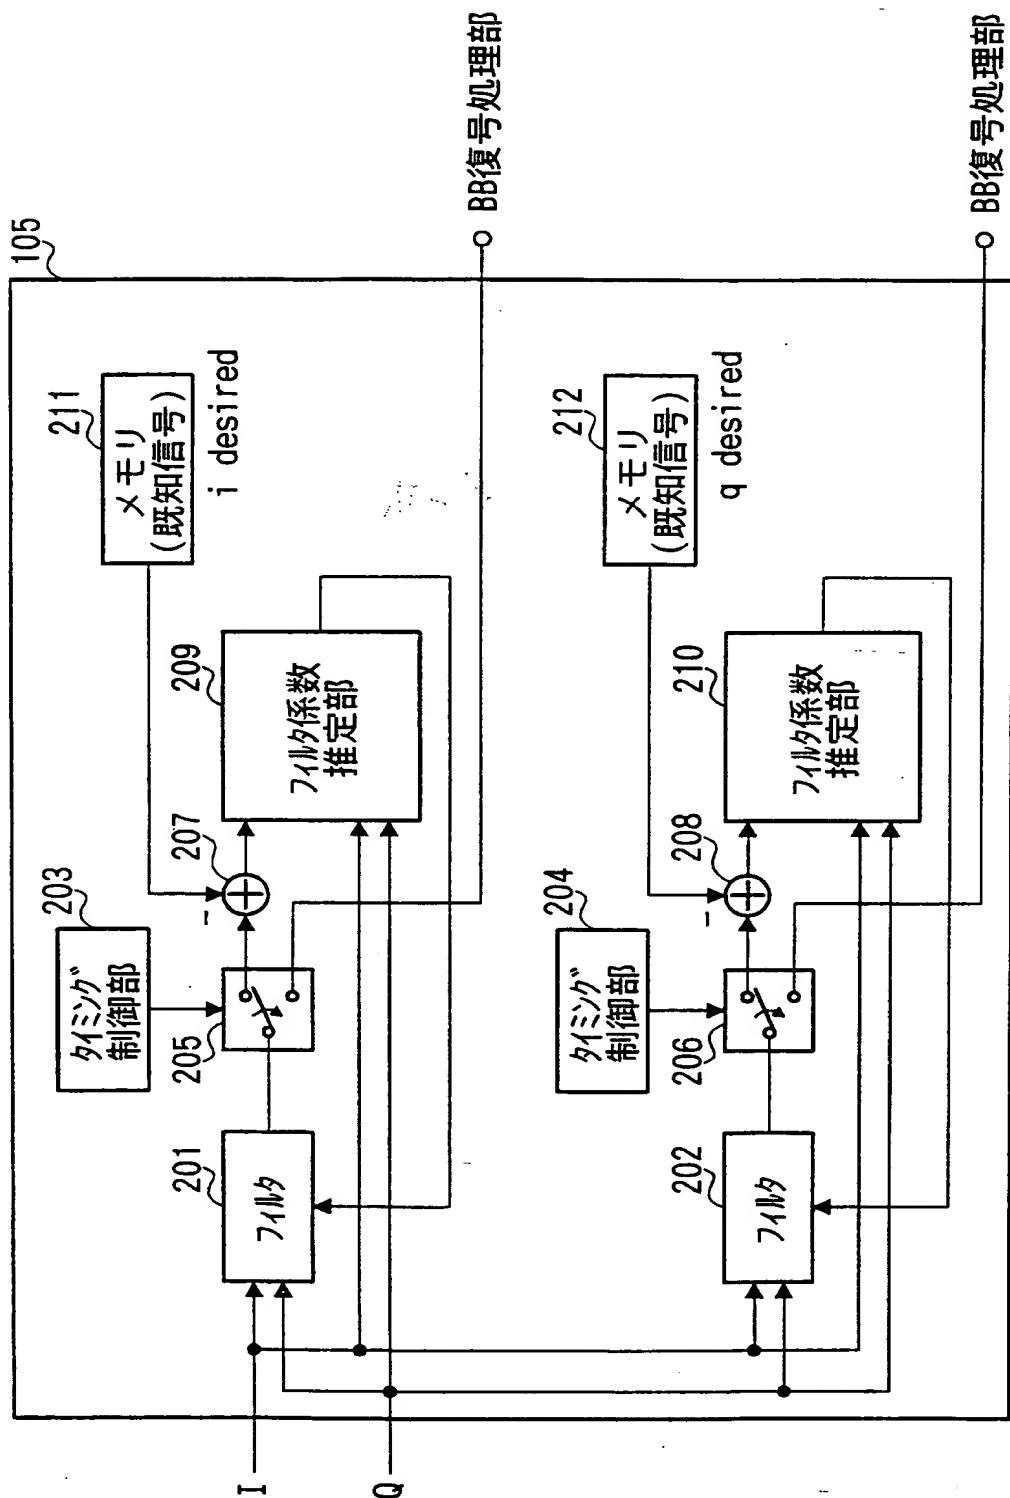 105
211
メモリ
(既知信号)
i desired
203
タイミング
制御部
207
209
フィルタ係数
推定部
201
フィルタ
205
-
I
Q
BB復号処理部
212
メモリ
(既知信号)
q desired
204
タイミング
制御部
208
210
フィルタ係数
推定部
202
フィルタ
206
-
BB復号処理部